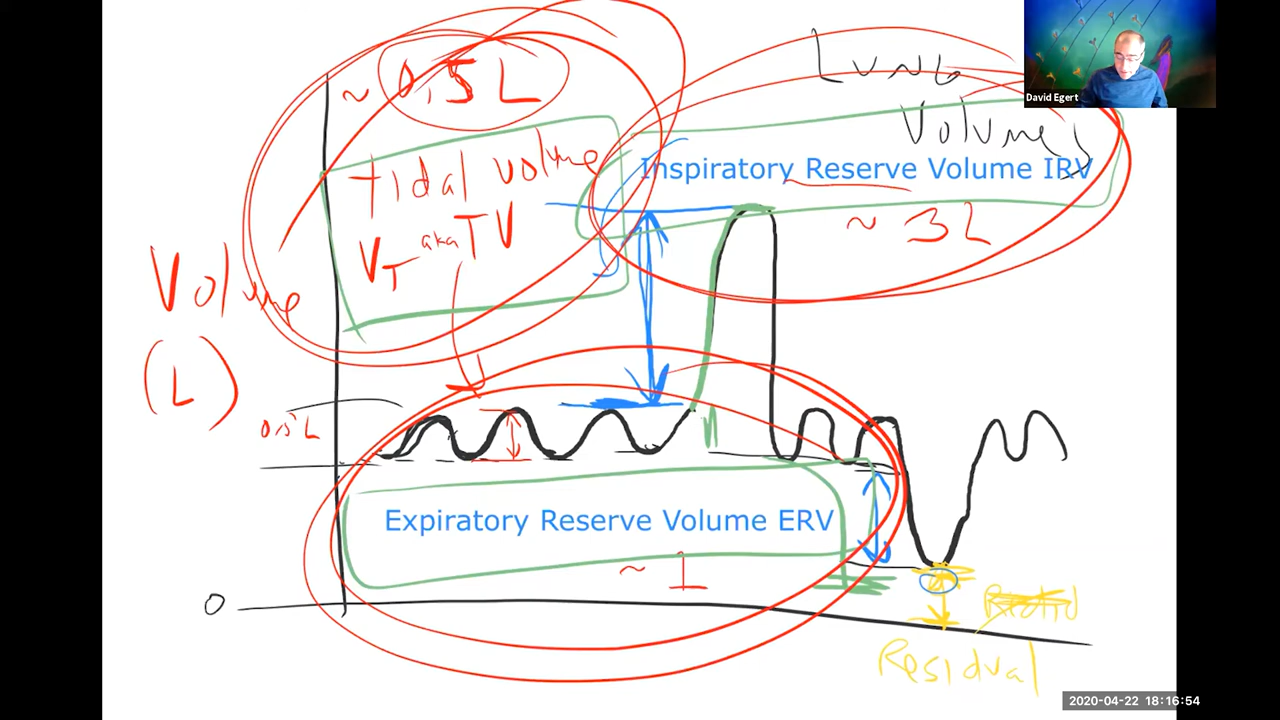 ~ 0.5L
Lung
Volumes
David Egert
tidal volume
Inspiratory Reserve Volume IRV
VT aka TV
~ 3L
Volume
(L)
0.5L
Expiratory Reserve Volume ERV
~ 1
0
Residual
2020-04-22 18:16:54